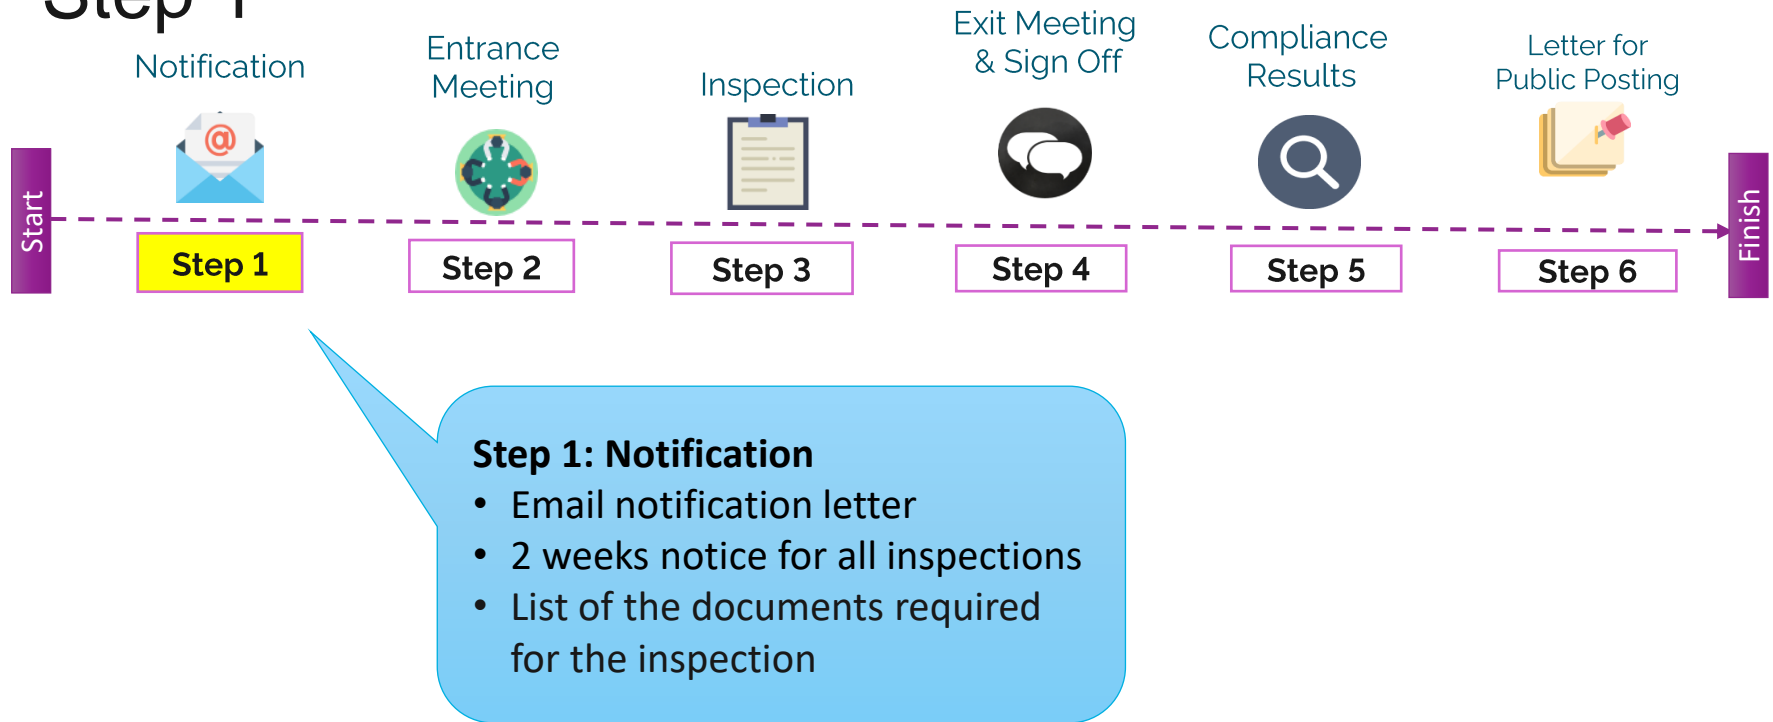 Step 1
Notification
Entrance
Meeting
Inspection
Exit Meeting
& Sign Off
Compliance
Results
Letter for
Public Posting
@
Start
Finish
Step 1
Step 2
Step 3
Step 4
Step 5
Step 6
Step 1: Notification
• Email notification letter
• 2 weeks notice for all inspections
• List of the documents required
for the inspection